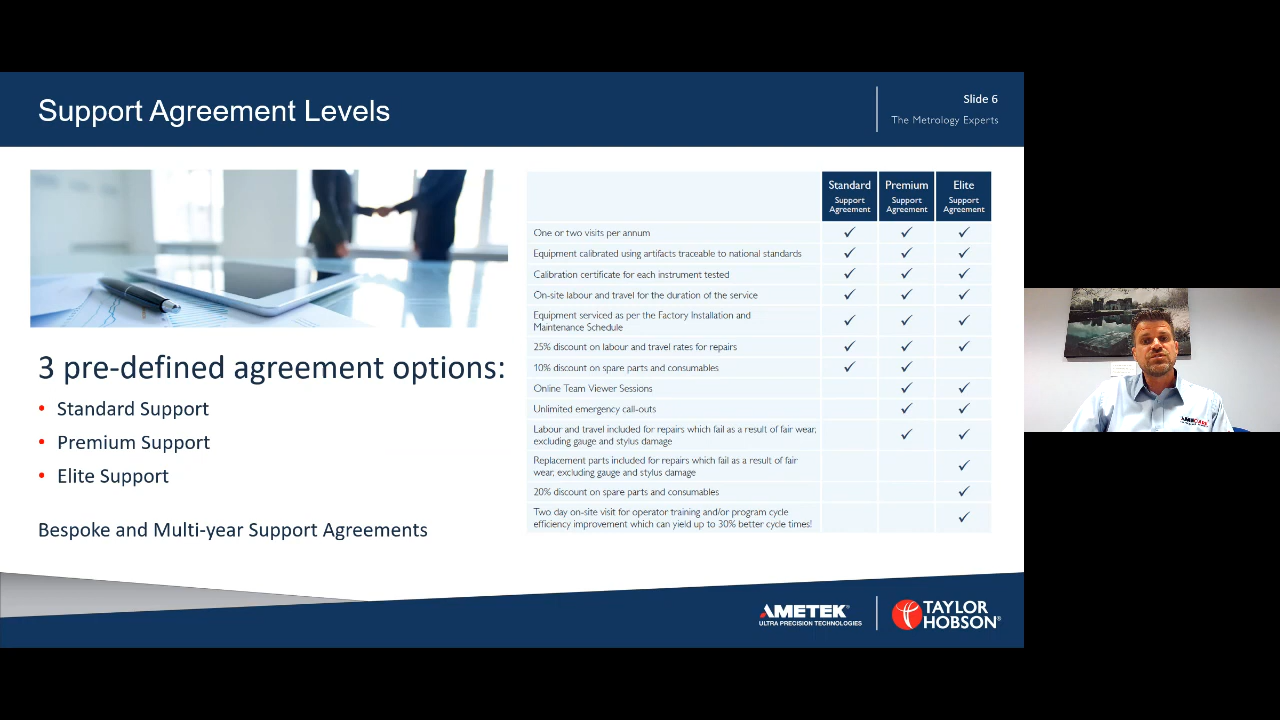 Support Agreement Levels
Slide 6
The Metrology Experts
3 pre-defined agreement options:
• Standard Support
• Premium Support
• Elite Support
Bespoke and Multi-year Support Agreements
Standard
Support
Agreement
Premium
Support
Agreement
Elite
Support
Agreement
One or two visits per annum ✓ ✓ ✓
Equipment calibrated using artifacts traceable to national standards ✓ ✓ ✓
Calibration certificate for each instrument tested ✓ ✓ ✓
On-site labour and travel for the duration of the service ✓ ✓ ✓
Equipment serviced as per the Factory Installation and
Maintenance Schedule ✓ ✓ ✓
25% discount on labour and travel rates for repairs ✓ ✓ ✓
10% discount on spare parts and consumables ✓ ✓
Online Team Viewer Sessions ✓ ✓
Unlimited emergency call-outs ✓ ✓
Labour and travel included for repairs which fail as a result of fair wear,
excluding gauge and stylus damage ✓ ✓
Replacement parts included for repairs which fail as a result of fair
wear, excluding gauge and stylus damage ✓
20% discount on spare parts and consumables ✓
Two day on-site visit for operator training and/or program cycle
efficiency improvement which can yield up to 30% better cycle times! ✓
AMETEK®
ULTRA PRECISION TECHNOLOGIES
TAYLOR
HOBSON®